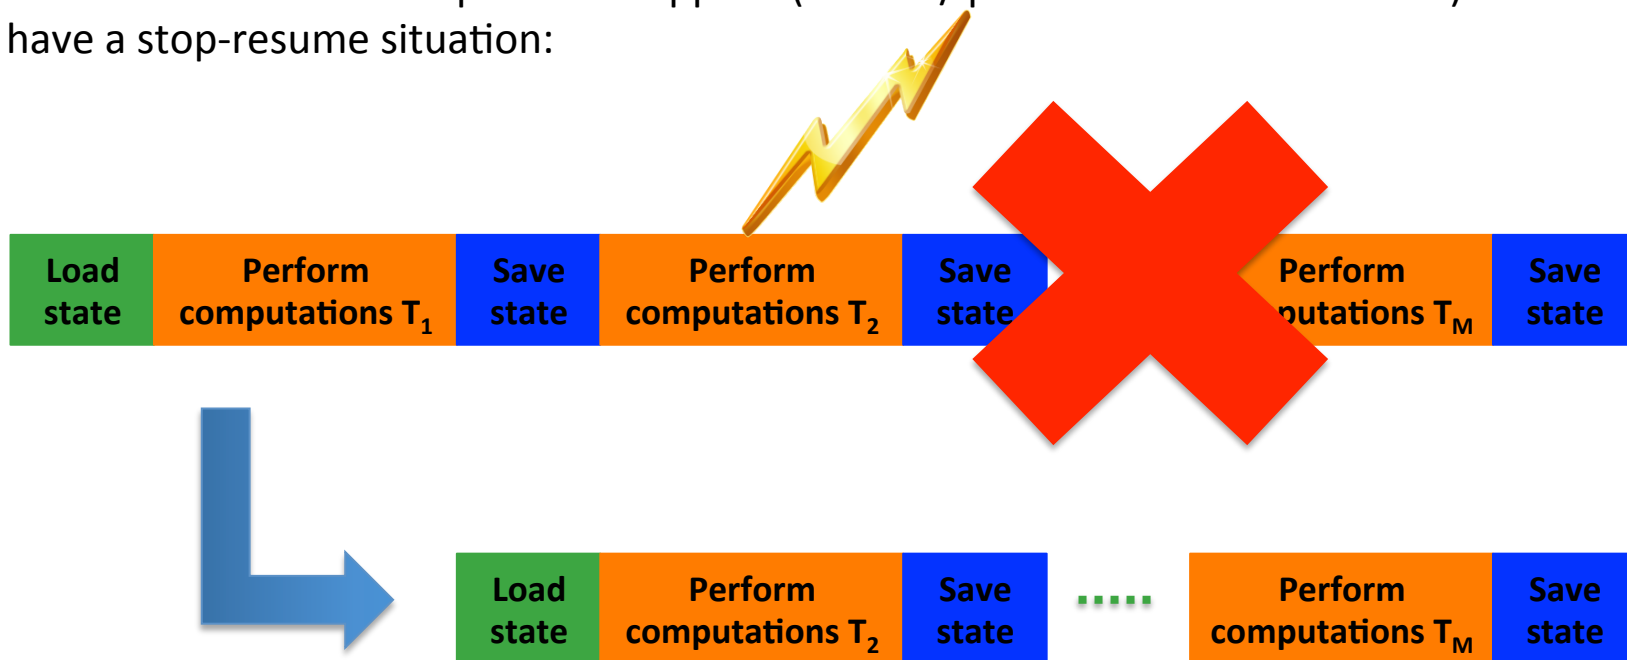 have a stop-resume situation:
Load state
Perform computations T1
Save state
Perform computations T2
Save state
Perform putations TM
Save state
Load state
Perform computations T2
Save state
.....
Perform computations TM
Save state